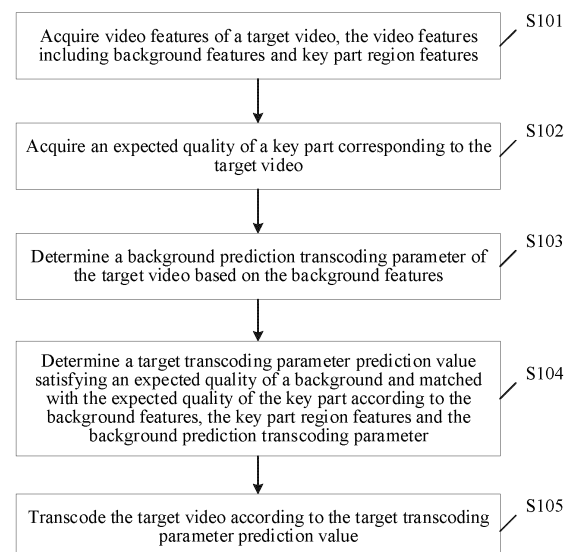 S101
Acquire video features of a target video, the video features
including background features and key part region features
S102
Acquire an expected quality of a key part corresponding to the
target video
S103
Determine a background prediction transcoding parameter of
the target video based on the background features
S104
Determine a target transcoding parameter prediction value
satisfying an expected quality of a background and matched
with the expected quality of the key part according to the
background features, the key part region features and the
background prediction transcoding parameter
S105
Transcode the target video according to the target transcoding
parameter prediction value